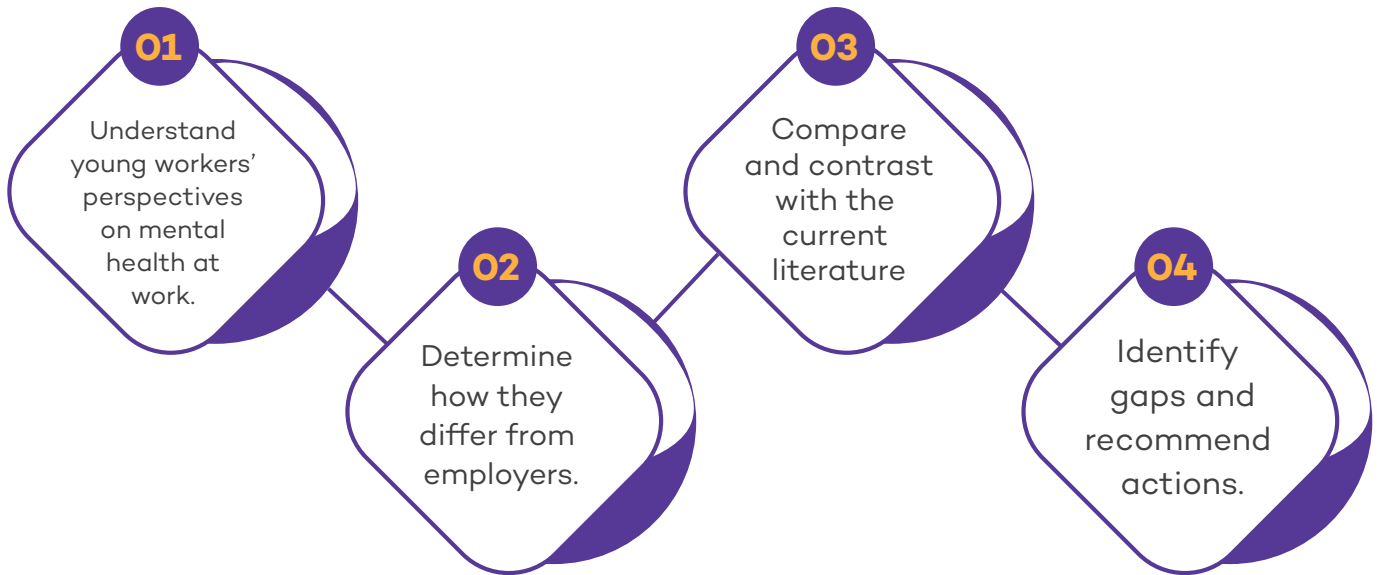 01
Understand
young workers’
perspectives
on mental
health at
work.
02
Determine
how they
differ from
employers.
03
Compare
and contrast
with the
current
literature
04
Identify
gaps and
recommend
actions.